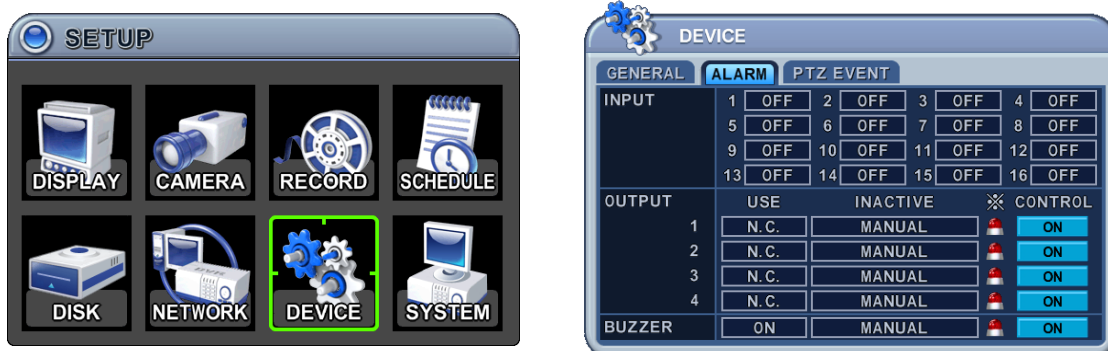 SETUP
DISPLAY CAMERA RECORD SCHEDULE
DISK NETWORK DEVICE SYSTEM
DEVICE
GENERAL ALARM PTZ EVENT
INPUT 1 OFF 2 OFF 3 OFF 4 OFF
5 OFF 6 OFF 7 OFF 8 OFF
9 OFF 10 OFF 11 OFF 12 OFF
13 OFF 14 OFF 15 OFF 16 OFF
OUTPUT USE INACTIVE ※ CONTROL
1 N.C. MANUAL ON
2 N.C. MANUAL ON
3 N.C. MANUAL ON
4 N.C. MANUAL ON
BUZZER ON MANUAL ON